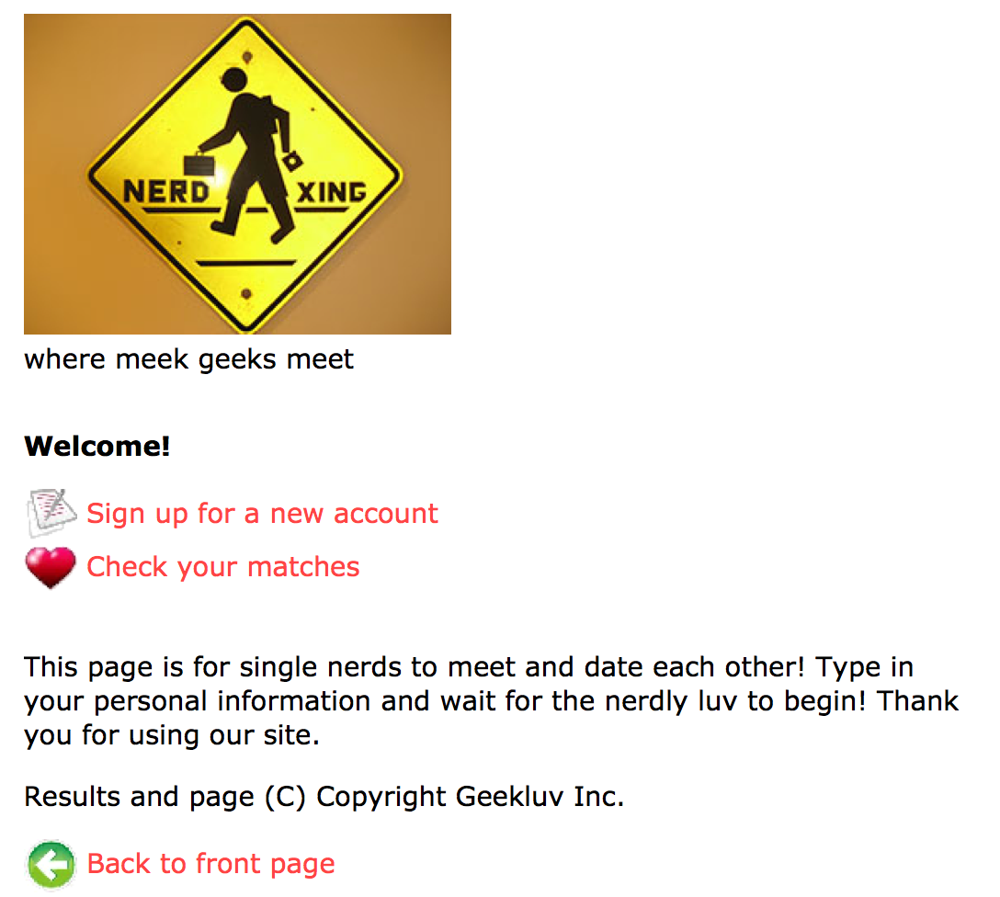 NERD XING
where meek geeks meet
Welcome!
Sign up for a new account
Check your matches
This page is for single nerds to meet and date each other! Type in
your personal information and wait for the nerdly luv to begin! Thank
you for using our site.
Results and page (C) Copyright Geekluv Inc.
Back to front page